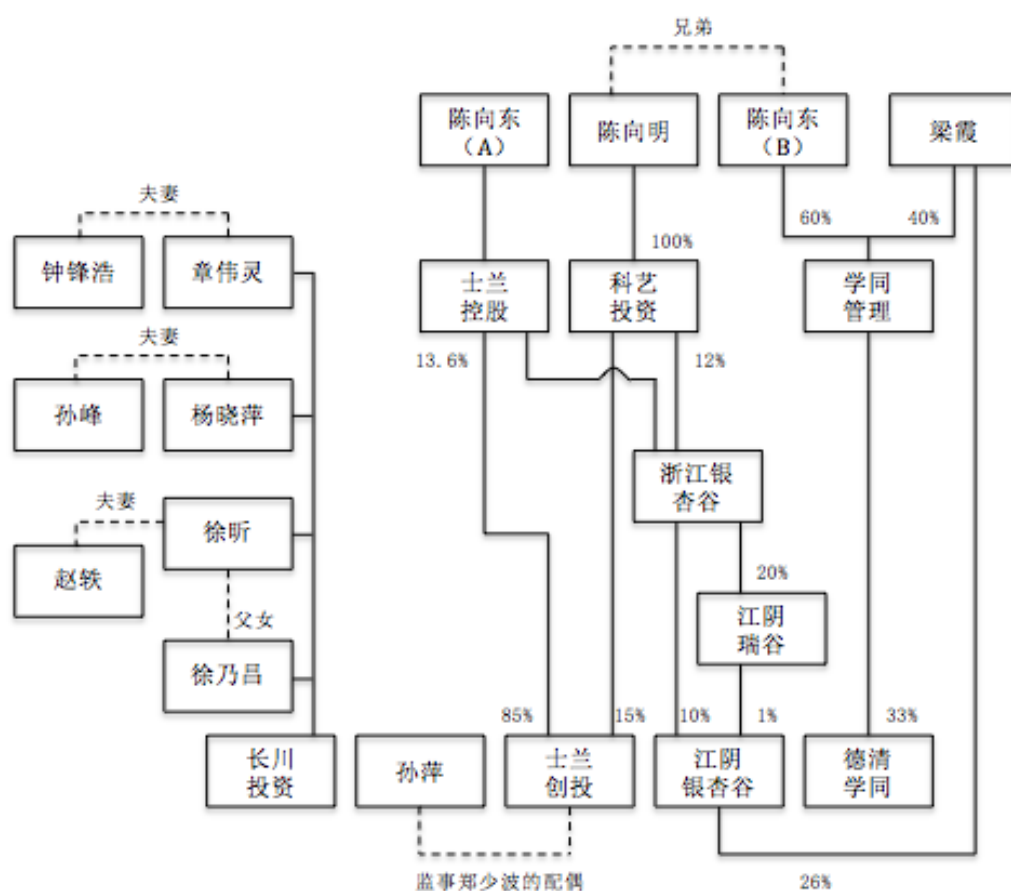 兄弟
陈向东
（A）
陈向明
陈向东
（B）
梁霞
夫妻
60%
40%
钟锋浩
章伟灵
100%
士兰
控股
科艺
投资
学同
管理
夫妻
13.6%
12%
孙峰
杨晓萍
浙江银
杏谷
夫妻
徐昕
赵轶
20%
江阴
瑞谷
父女
徐乃昌
85%
15%
10%
1%
33%
长川
投资
孙萍
士兰
创投
江阴
银杏谷
德清
学同
监事郑少波的配偶
26%